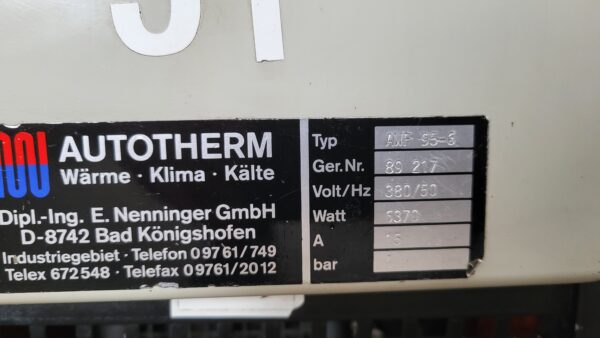 AUTOTHERM
Wärme · Klima · Kälte
Dipl.-Ing. E. Nenninger GmbH
D-8742 Bad Königshofen
Industriegebiet · Telefon 09761/749
Telex 672548 · Telefax 09761/2012
Typ
Ger.Nr. 89 217
Volt/Hz 380/50
Watt
A 16
bar